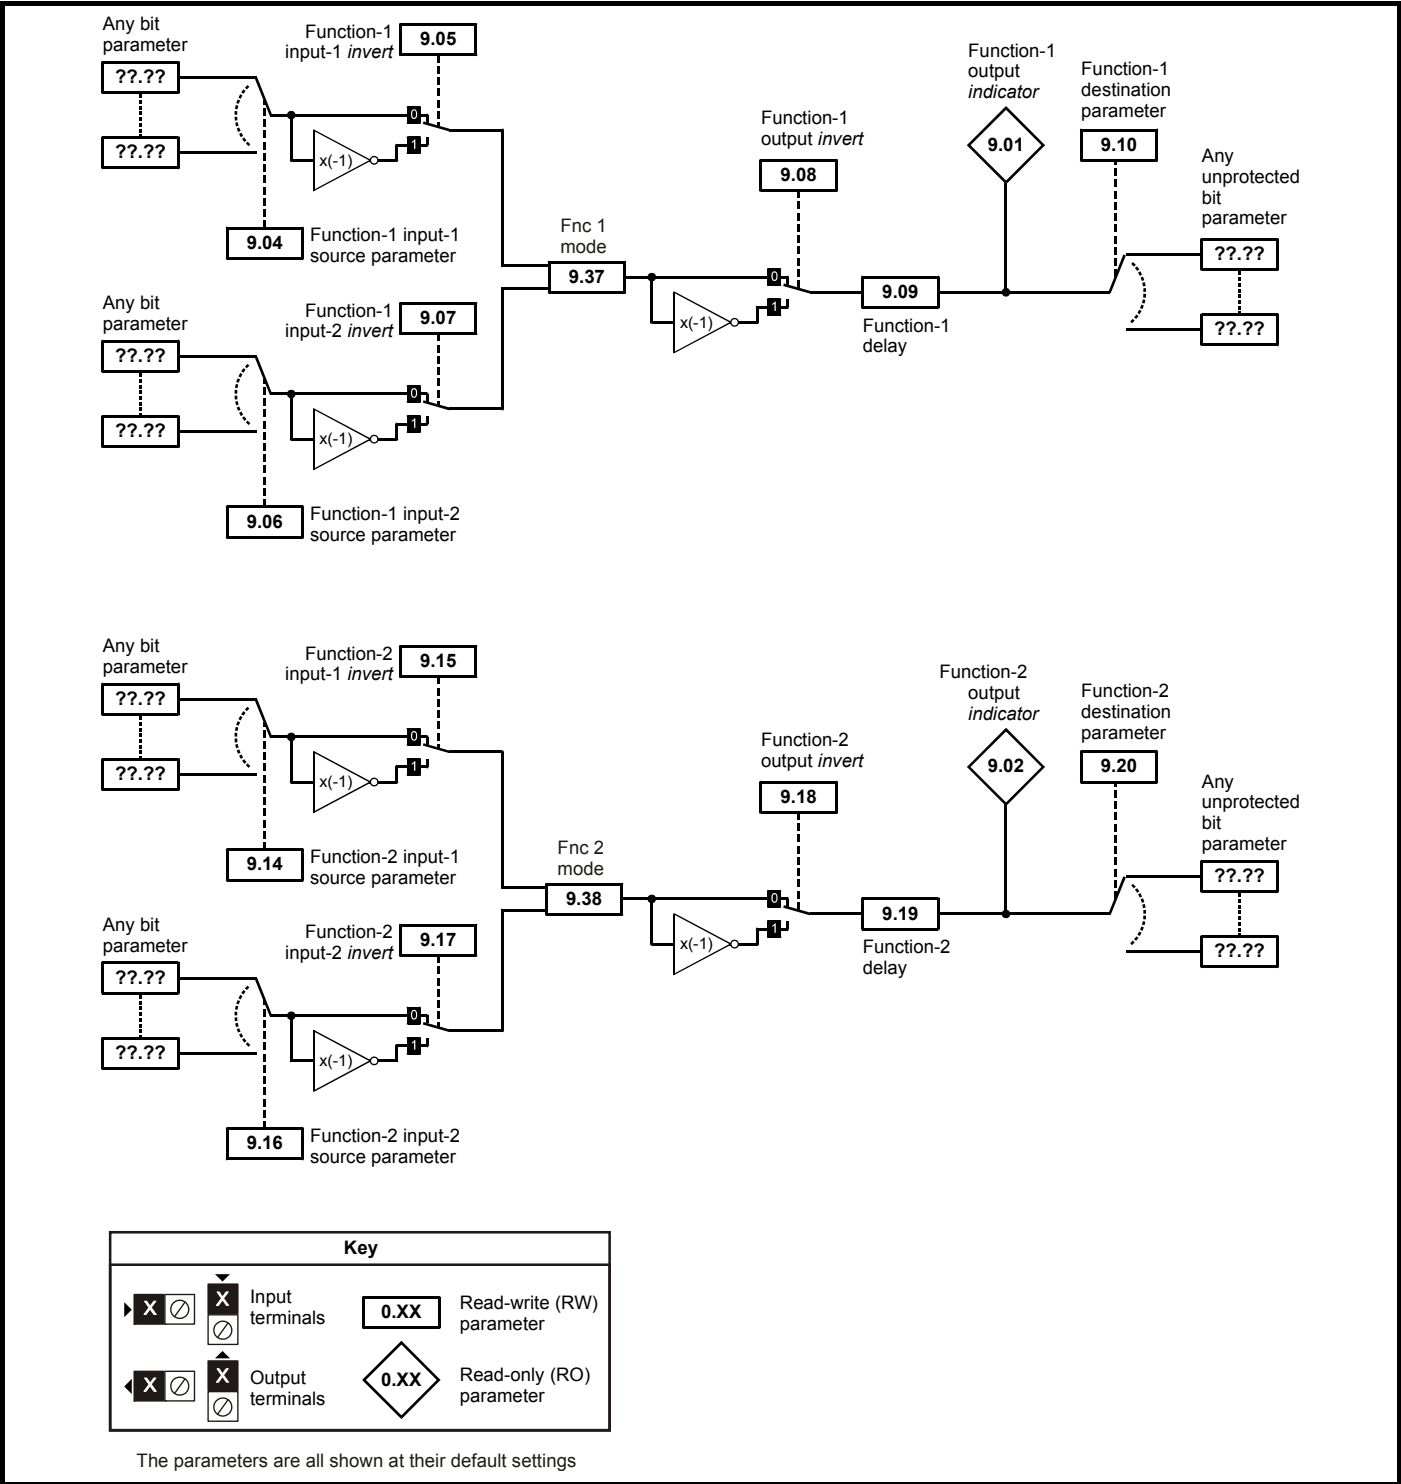 Any bit
parameter
??.??
??.??
Function-1
input-1 invert
9.05
0
1
x(-1)
9.04
Function-1 input-1
source parameter
Any bit
parameter
??.??
??.??
Function-1
input-2 invert
9.07
0
1
x(-1)
9.06
Function-1 input-2
source parameter
Fnc 1
mode
9.37
Function-1
output invert
9.08
0
1
x(-1)
9.09
Function-1
delay
Function-1
output
indicator
9.01
Function-1
destination
parameter
9.10
Any
unprotected
bit
parameter
??.??
??.??
Any bit
parameter
??.??
??.??
Function-2
input-1 invert
9.15
0
1
x(-1)
9.14
Function-2 input-1
source parameter
Any bit
parameter
??.??
??.??
Function-2
input-2 invert
9.17
0
1
x(-1)
9.16
Function-2 input-2
source parameter
Fnc 2
mode
9.38
Function-2
output invert
9.18
0
1
x(-1)
9.19
Function-2
delay
Function-2
output
indicator
9.02
Function-2
destination
parameter
9.20
Any
unprotected
bit
parameter
??.??
??.??
Key
X
X
Input
terminals
0.XX
Read-write (RW)
parameter
X
X
Output
terminals
0.XX
Read-only (RO)
parameter
The parameters are all shown at their default settings